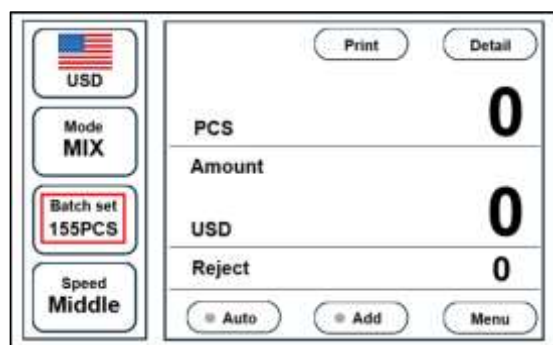 USD
Mode
MIX
Batch set
155PCS
Speed
Middle
Print
Detail
PCS
0
Amount
USD
0
Reject
0
Auto
Add
Menu